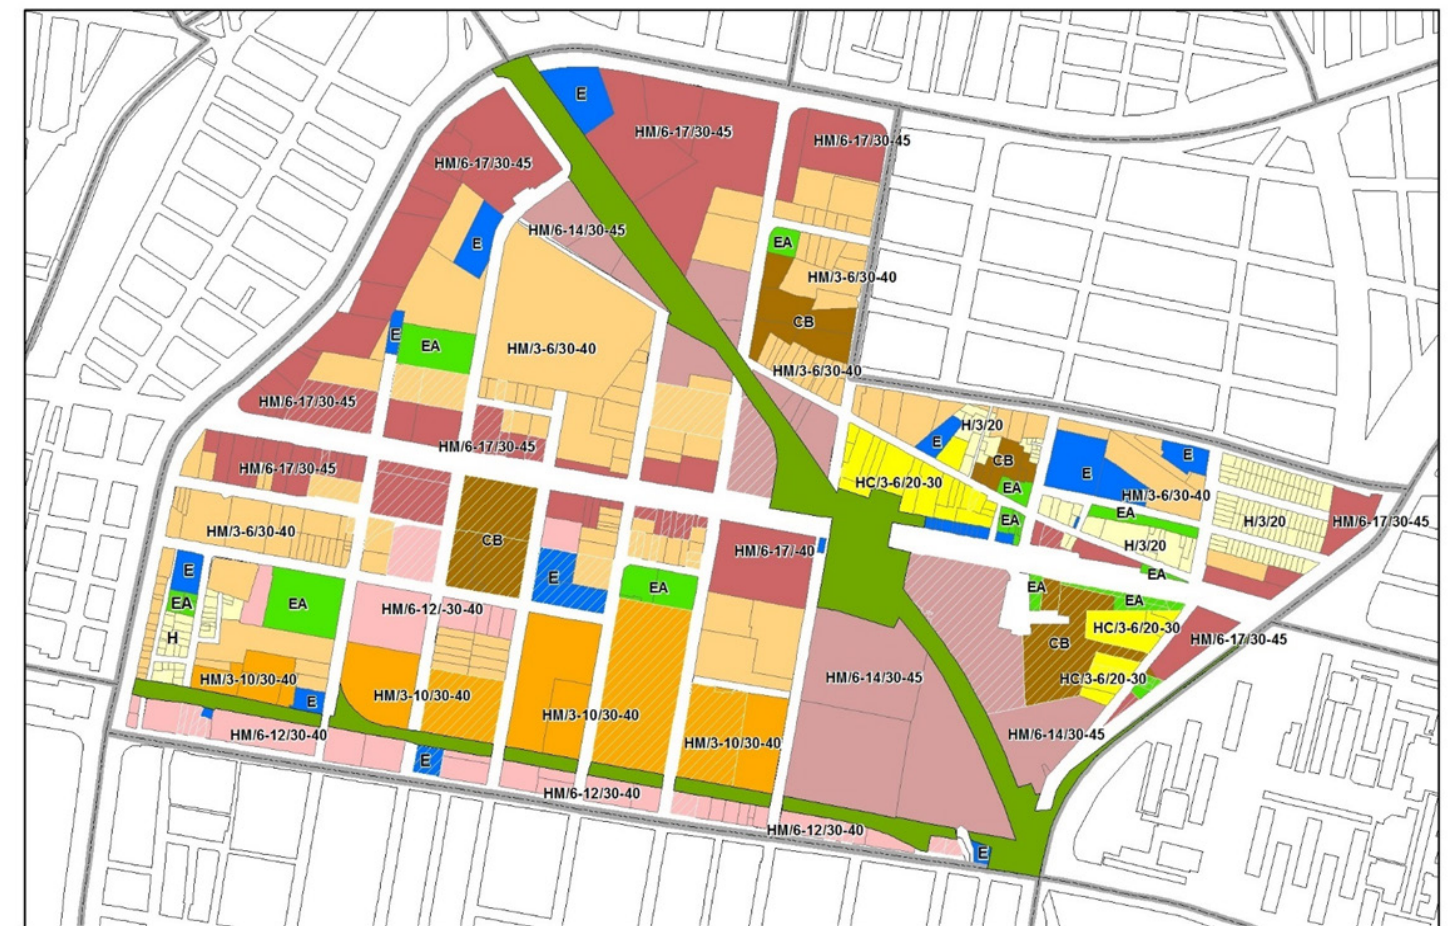 E
HM/6-17/30-45
HM/6-17/30-45
HM/6-17/30-45
HM/6-14/30-45
E
EA
HM/3-6/30-40
CB
E
EA
HM/3-6/30-40
HM/3-6/30-40
HM/6-17/30-45
H/3/20
E
HM/6-17/30-45
E
CB
HM/6-17/30-45
E
HC/3-6/20-30
EA
HM/3-6/30-40
EA
EA
H/3/20
HM/6-17/30-45
HM/3-6/30-40
CB
H/3/20
HM/6-17/-40
E
E
EA
EA
EA
EA
EA
HM/6-12/-30-40
HC/3-6/20-30
H
CB
HM/6-17/30-45
HM/3-10/30-40
HM/6-14/30-45
HC/3-6/20-30
HM/3-10/30-40
E
HM/3-10/30-40
HM/6-12/30-40
HM/6-14/30-45
HM/3-10/30-40
E
HM/6-12/30-40
HM/6-12/30-40
E